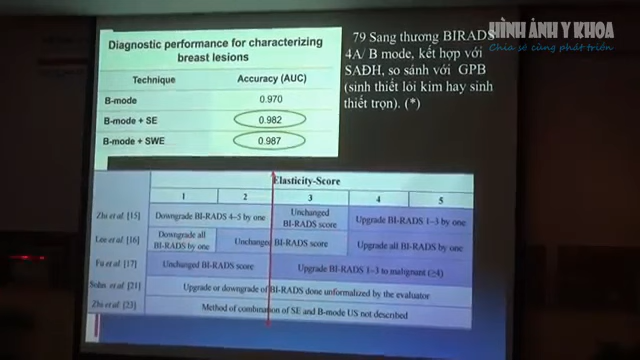 HÌNH ẢNH Y KHOA
Chia sẻ cùng phát triển
Diagnostic performance for characterizing
breast lesions
Technique Accuracy (AUC)
B-mode 0.970
B-mode + SE 0.982
B-mode + SWE 0.987
79 Sang thương BIRADS
4A/ B mode, kết hợp với
SADH, so sánh với GPB
(sinh thiết lỏi kim hay sinh
thiết trọn). (*)
Elasticity-Score
1 2 3 4 5
Zhi et al. [15] Downgrade BI-RADS 4–5 by one Unchanged BI-RADS score Upgrade BI-RADS 1–3 by one
Lee et al. [16] Downgrade all BI-RADS by one Unchanged BI-RADS score Upgrade all BI-RADS by one
Fu et al. [17] Unchanged BI-RADS score Upgrade BI-RADS 1–3 to malignant (≥4)
Sohn et al. [21] Upgrade or downgrade of BI-RADS done unformalized by the evaluator
Zhi et al. [23] Method of combination of SE and B-mode US not described